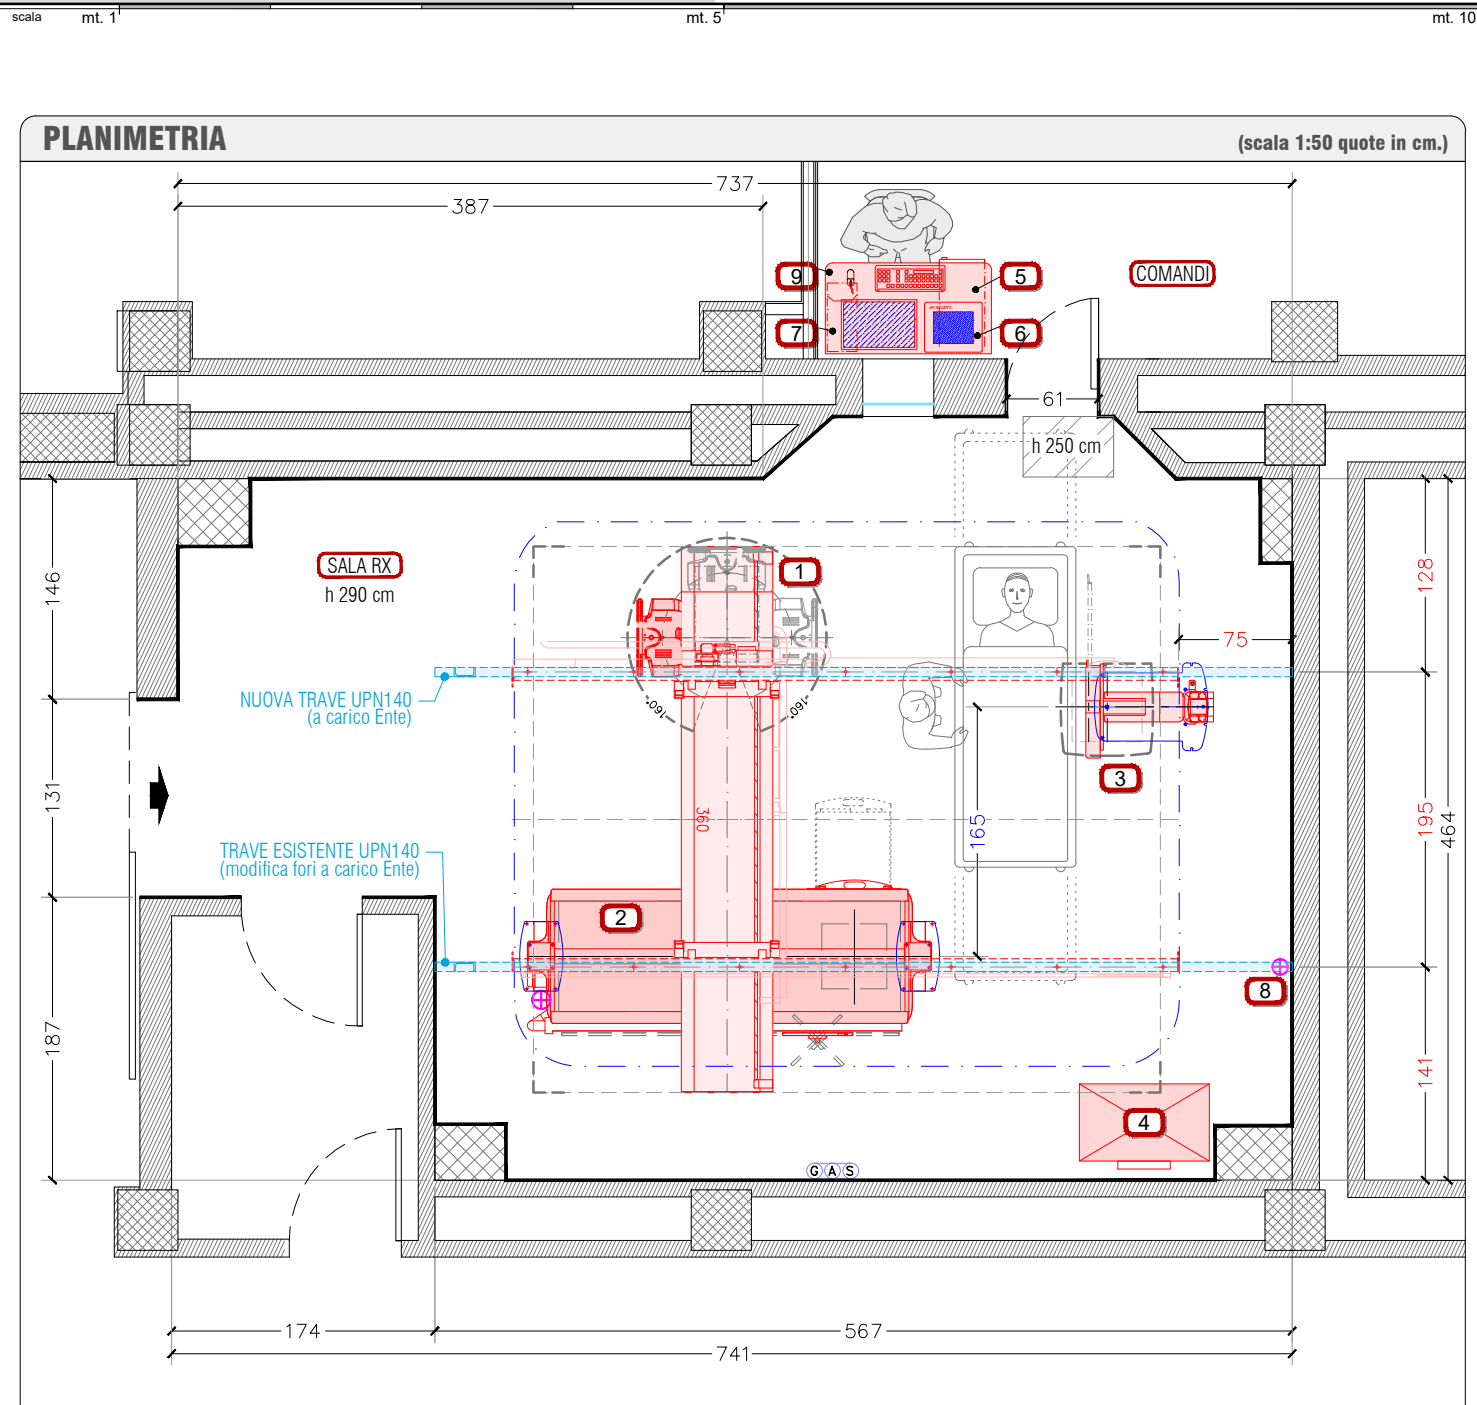 scala
mt. 1
mt. 5
mt. 10
PLANIMETRIA
(scala 1:50 quote in cm.)
737
387
9
5
COMANDI
7
6
61
h 250 cm
SALA RX
h 290 cm
1
146
128
75
NUOVA TRAVE UPN140
(a carico Ente)
160°
160°
3
131
360
165
195
464
TRAVE ESISTENTE UPN140
(modifica fori a carico Ente)
2
8
187
141
4
G A S
174
567
741